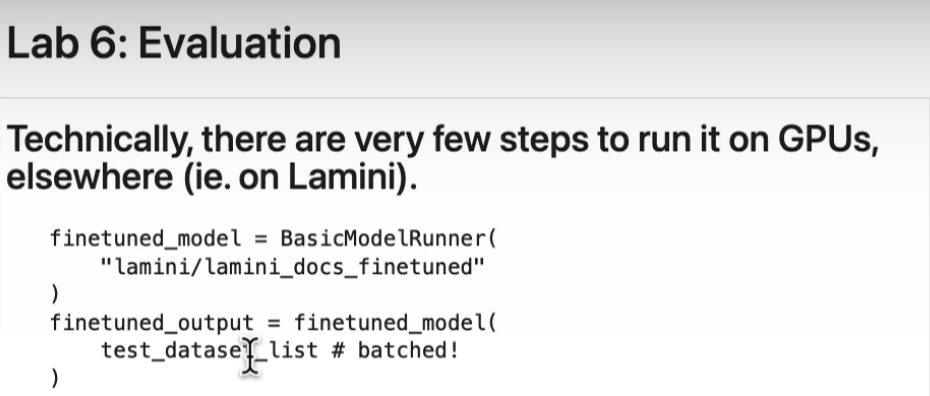 Lab 6: Evaluation
Technically, there are very few steps to run it on GPUs,
elsewhere (ie. on Lamini).
finetuned_model = BasicModelRunner(
    "lamini/lamini_docs_finetuned"
)
finetuned_output = finetuned_model(
    test_dataset_list # batched!
)